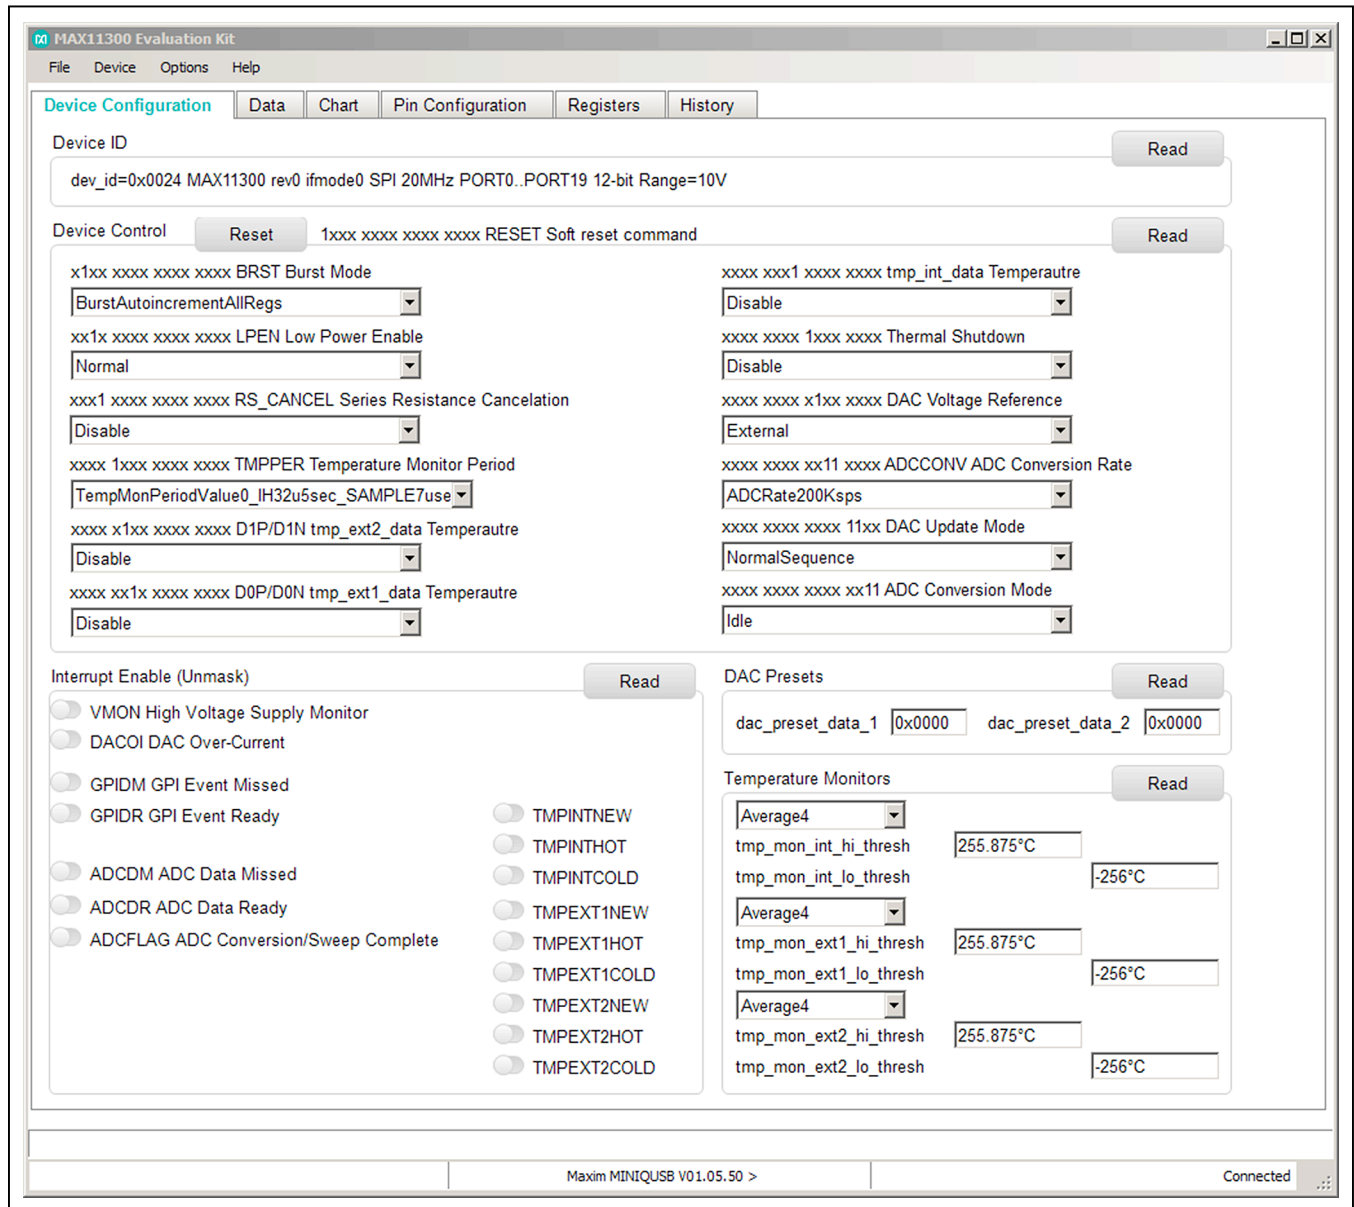 MAX11300 Evaluation Kit
File Device Options Help
Device Configuration Data Chart Pin Configuration Registers History
Device ID Read
dev_id=0x0024 MAX11300 rev0 ifmode0 SPI 20MHz PORT0..PORT19 12-bit Range=10V
Device Control Reset 1xxx xxxx xxxx xxxx RESET Soft reset command Read
x1xx xxxx xxxx xxxx BRST Burst Mode
BurstAutoincrementAllRegs
xx1x xxxx xxxx xxxx LPEN Low Power Enable
Normal
xxx1 xxxx xxxx xxxx RS_CANCEL Series Resistance Cancelation
Disable
xxxx 1xxx xxxx xxxx TMPPER Temperature Monitor Period
TempMonPeriodValue0_IH32u5sec_SAMPLE7use
xxxx x1xx xxxx xxxx D1P/D1N tmp_ext2_data Temperautre
Disable
xxxx xx1x xxxx xxxx D0P/D0N tmp_ext1_data Temperautre
Disable
xxxx xxx1 xxxx xxxx tmp_int_data Temperautre
Disable
xxxx xxxx 1xxx xxxx Thermal Shutdown
Disable
xxxx xxxx x1xx xxxx DAC Voltage Reference
External
xxxx xxxx xx11 xxxx ADCCONV ADC Conversion Rate
ADCRate200Ksps
xxxx xxxx xxxx 11xx DAC Update Mode
NormalSequence
xxxx xxxx xxxx xx11 ADC Conversion Mode
Idle
Interrupt Enable (Unmask) Read
VMON High Voltage Supply Monitor
DACOI DAC Over-Current
GPIDM GPI Event Missed
GPIDR GPI Event Ready
ADCDM ADC Data Missed
ADCDR ADC Data Ready
ADCFLAG ADC Conversion/Sweep Complete
TMPINTNEW
TMPINTHOT
TMPINTCOLD
TMPEXT1NEW
TMPEXT1HOT
TMPEXT1COLD
TMPEXT2NEW
TMPEXT2HOT
TMPEXT2COLD
DAC Presets Read
dac_preset_data_1 0x0000 dac_preset_data_2 0x0000
Temperature Monitors Read
Average4
tmp_mon_int_hi_thresh 255.875°C
tmp_mon_int_lo_thresh -256°C
Average4
tmp_mon_ext1_hi_thresh 255.875°C
tmp_mon_ext1_lo_thresh -256°C
Average4
tmp_mon_ext2_hi_thresh 255.875°C
tmp_mon_ext2_lo_thresh -256°C
Maxim MINIQUSB V01.05.50 > Connected